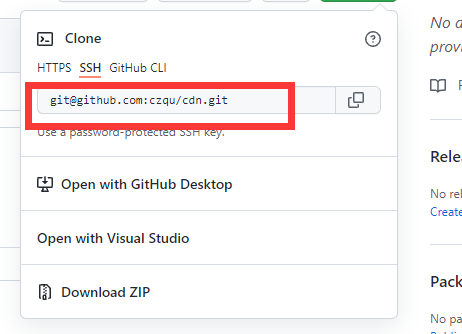 Clone
HTTPS SSH GitHub CLI
git@github.com:czqu/cdn.git
Use a password-protected SSH key.
Open with GitHub Desktop
Open with Visual Studio
Download ZIP
No a
provi
Rele
No rel
Create
Pack
No pa